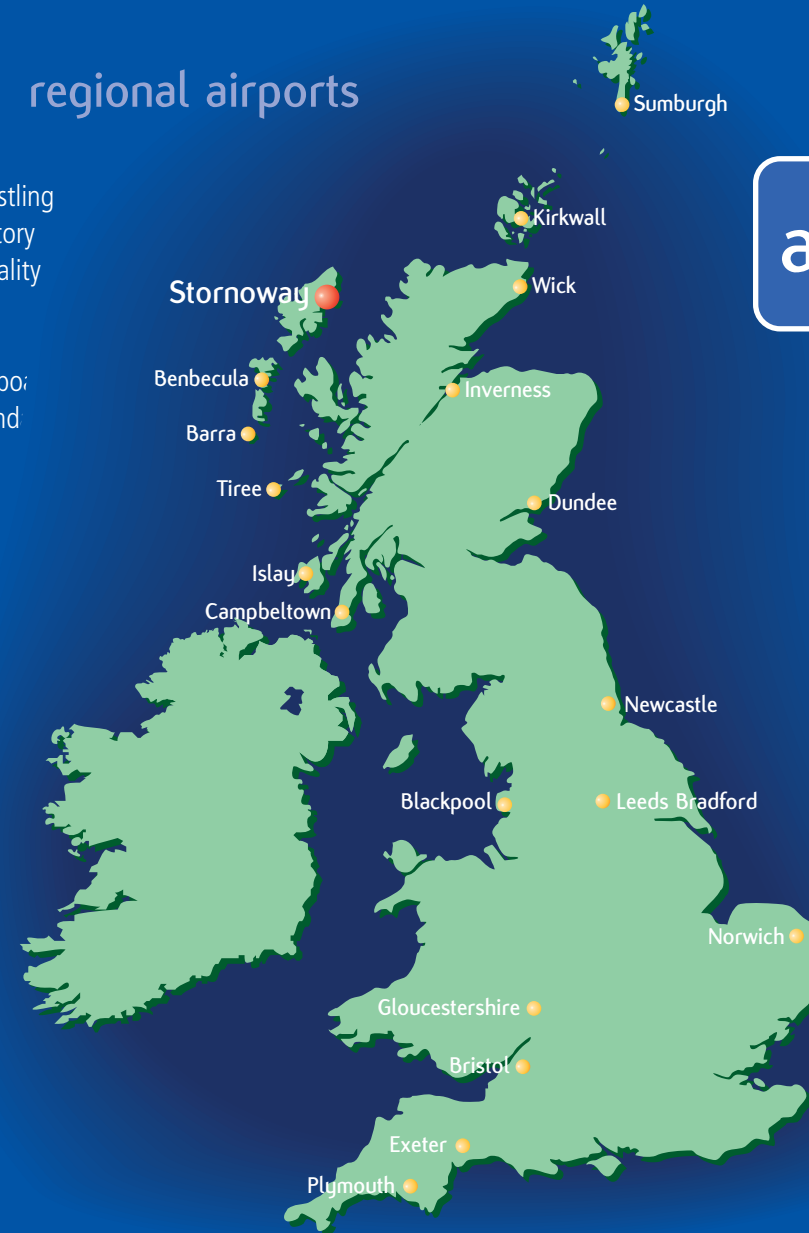 regional airports
Sumburgh
Kirkwall
Stornoway
Wick
Benbecula
Inverness
Barra
Tiree
Dundee
Islay
Campbeltown
Newcastle
Blackpool
Leeds Bradford
Norwich
Gloucestershire
Bristol
Exeter
Plymouth